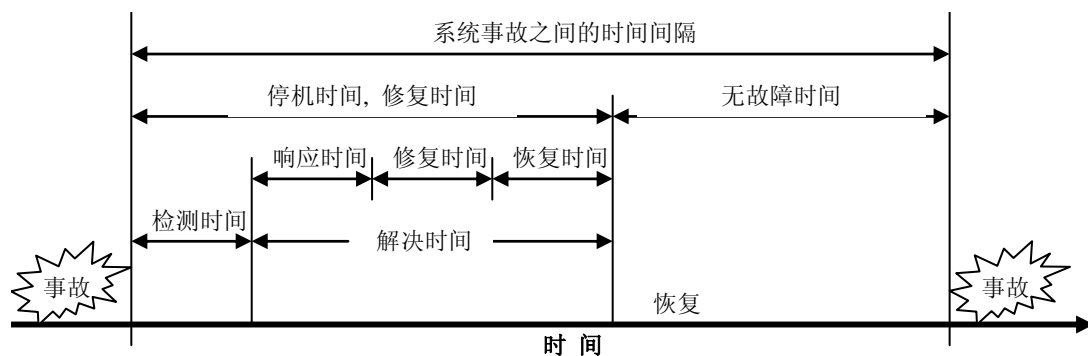 系统事故之间的时间间隔
停机时间, 修复时间
无故障时间
响应时间
修复时间
恢复时间
检测时间
解决时间
事故
事故
恢复
时 间